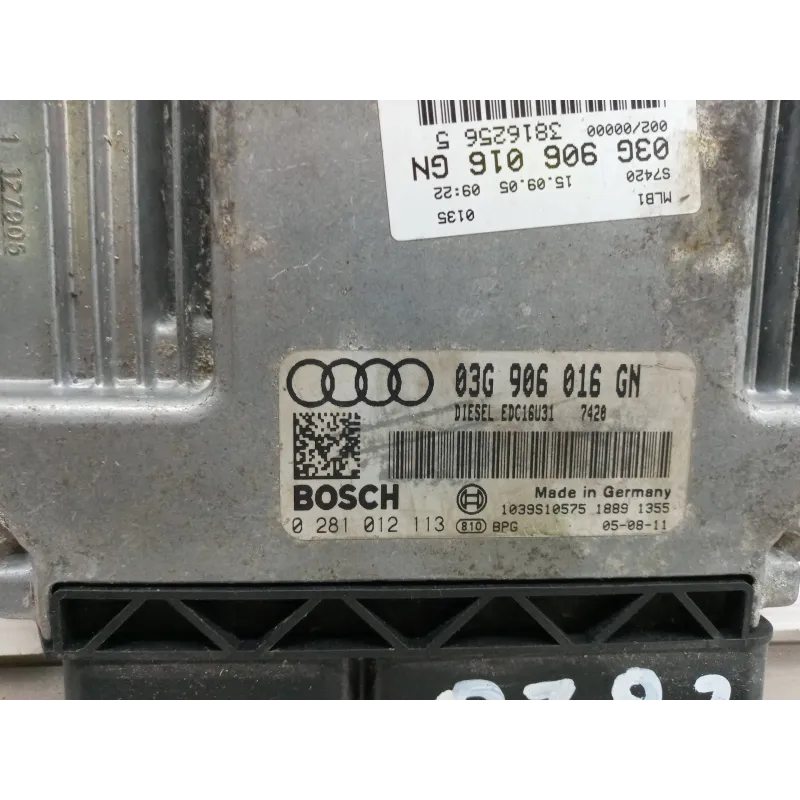 002/00000
3816256 5
03G 906 016 GN
S7420
15.09.05 09:22
MLB1
0135
1 127906
03G 906 016 GN
DIESEL EDC16U31 7420
BOSCH
Made in Germany
1039S10575 1889 1355
0 281 012 113 810 BPG 05-08-11